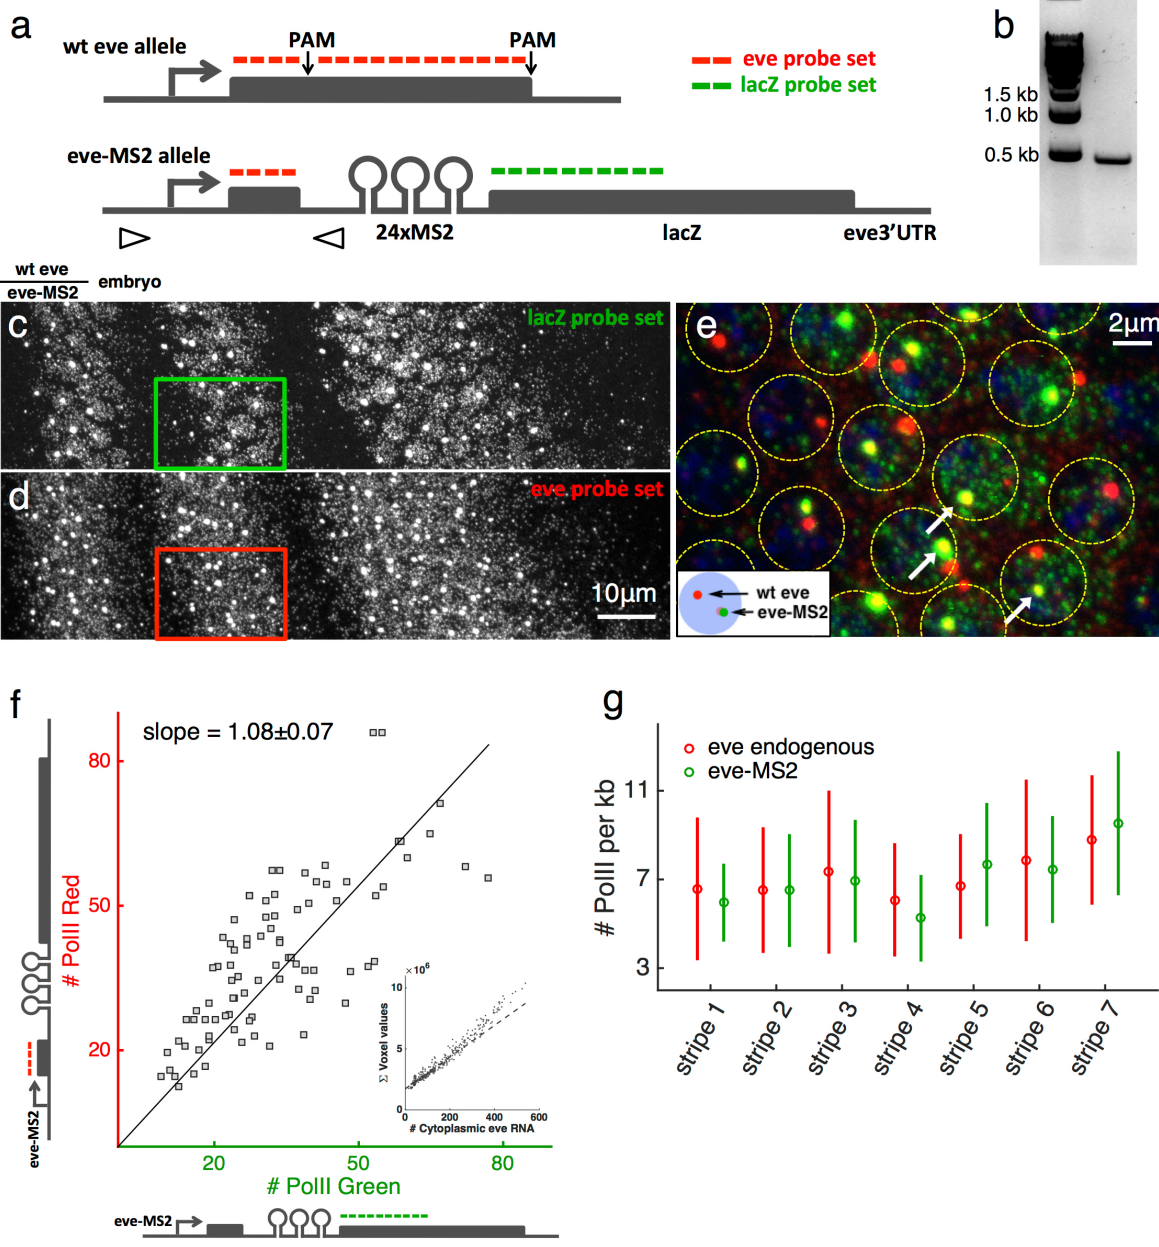 a
wt eve allele
PAM
PAM
eve probe set
lacZ probe set
eve-MS2 allele
24xMS2
lacZ
eve3'UTR
b
1.5 kb
1.0 kb
0.5 kb
wt eve
eve-MS2
embryo
c
lacZ probe set
d
eve probe set
10μm
e
2μm
wt eve
eve-MS2
f
slope = 1.08±0.07
80
50
20
# PolII Red
eve-MS2
×10⁶
10
5
0
Σ Voxel values
0 200 400 600
# Cytoplasmic eve RNA
20 50 80
# PolII Green
eve-MS2
g
eve endogenous
eve-MS2
# PolII per kb
11
7
3
stripe 1
stripe 2
stripe 3
stripe 4
stripe 5
stripe 6
stripe 7